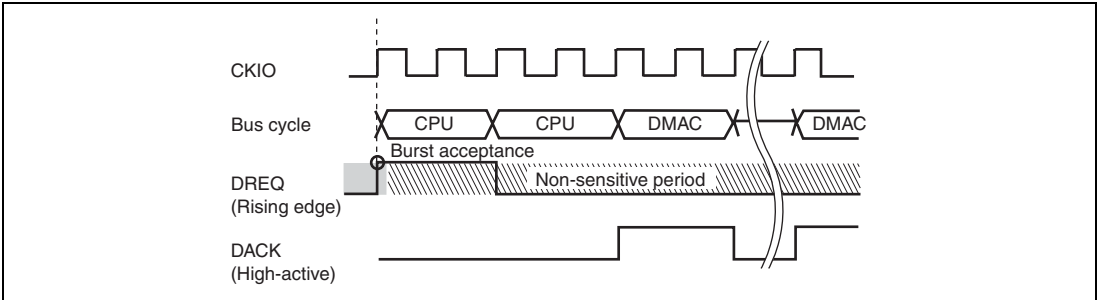 CKIO
Bus cycle CPU CPU DMAC DMAC
Burst acceptance
DREQ Non-sensitive period
(Rising edge)
DACK
(High-active)